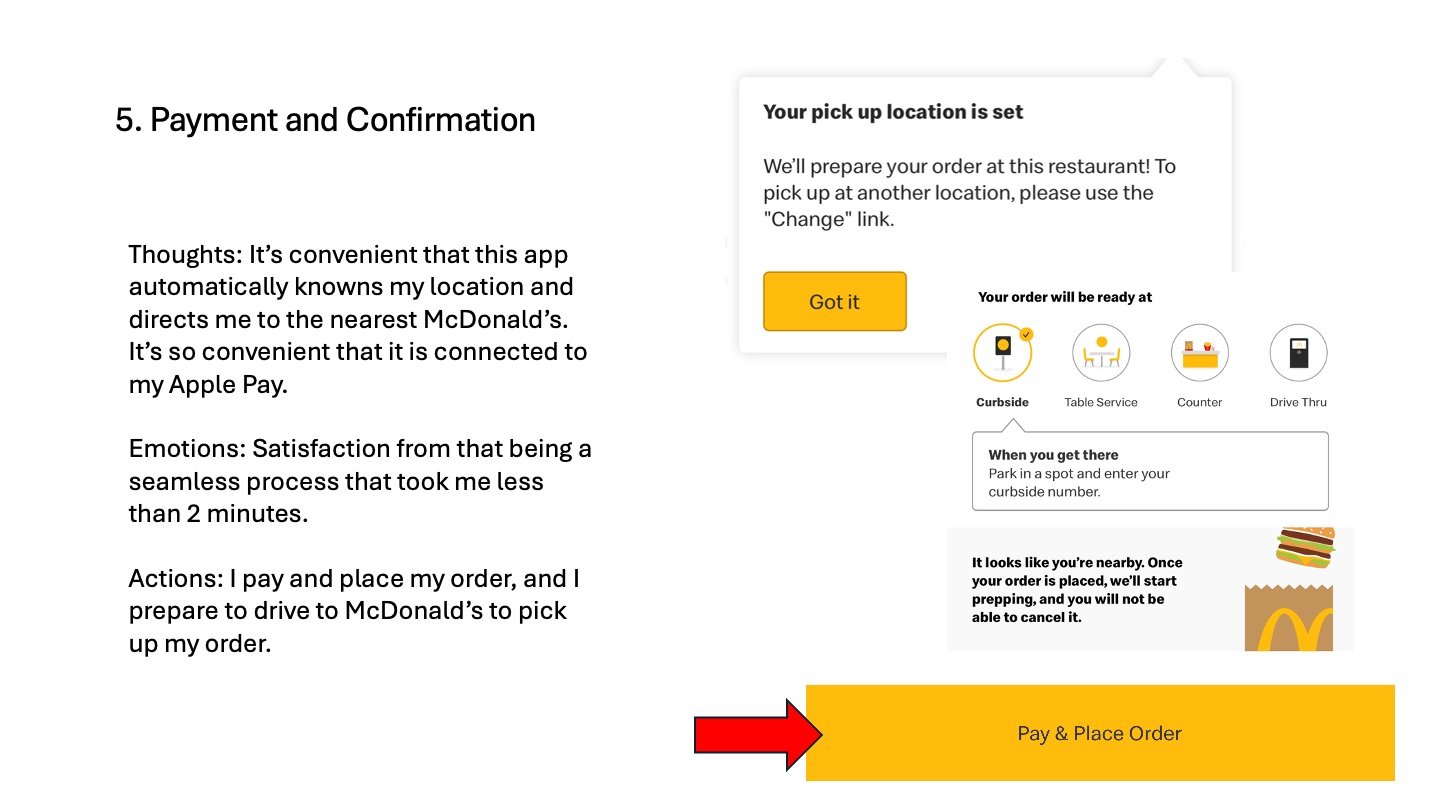 5. Payment and Confirmation
Thoughts: It's convenient that this app
automatically knowns my location and
directs me to the nearest McDonald's.
It's so convenient that it is connected to
my Apple Pay.
Emotions: Satisfaction from that being a
seamless process that took me less
than 2 minutes.
Actions: I pay and place my order, and I
prepare to drive to McDonald's to pick
up my order.
Your pick up location is set
We'll prepare your order at this restaurant! To
pick up at another location, please use the
"Change" link.
Got it
Your order will be ready at
Curbside Table Service Counter Drive Thru
When you get there
Park in a spot and enter your
curbside number.
It looks like you're nearby. Once
your order is placed, we'll start
prepping, and you will not be
able to cancel it.
Pay & Place Order